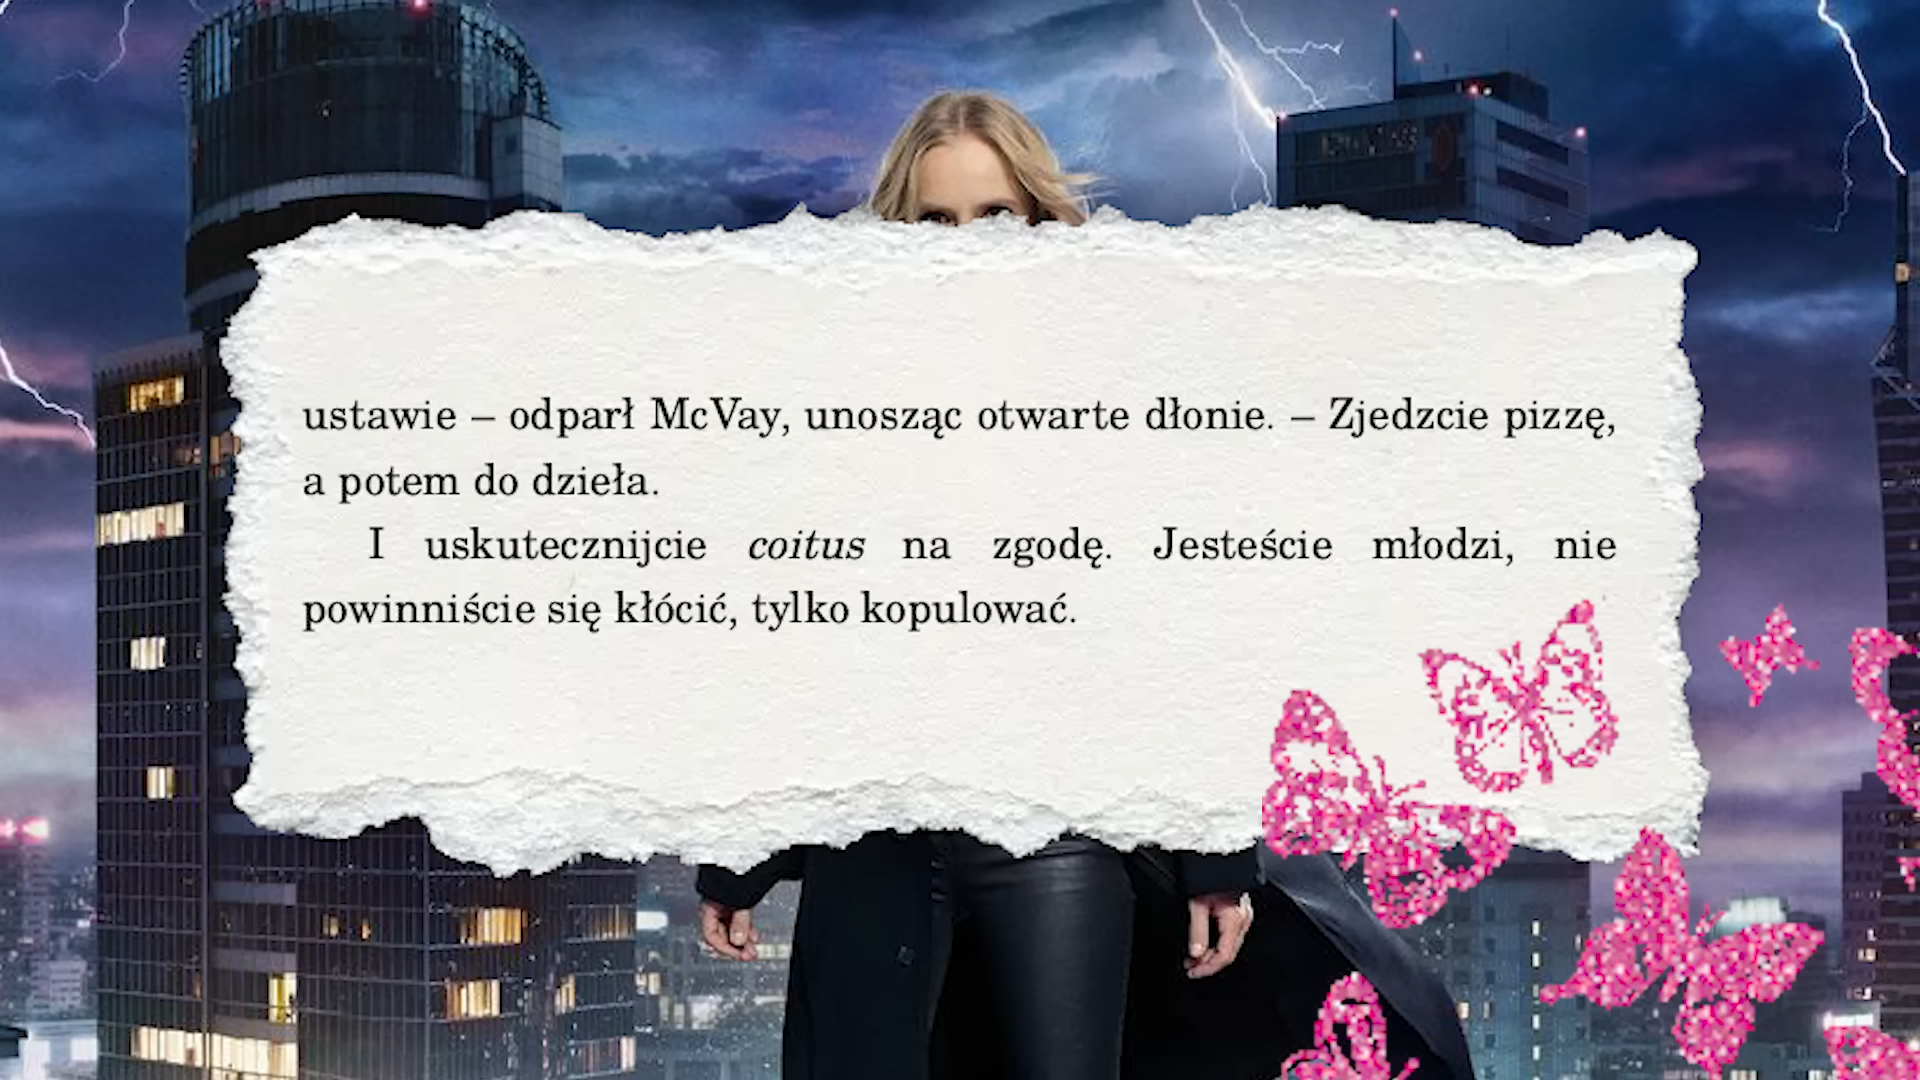 ustawie – odparł McVay, unosząc otwarte dłonie. – Zjedzcie pizzę,
a potem do dzieła.
I uskutecznijcie coitus na zgodę. Jesteście młodzi, nie
powinniście się kłócić, tylko kopulować.